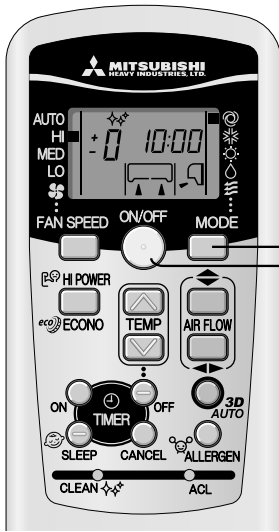 MITSUBISHI
HEAVY INDUSTRIES, LTD.
AUTO
HI
MED
LO
+
-0 10:00
FAN SPEED ON/OFF MODE
HI POWER
eco ECONO
TEMP
AIR FLOW
ON OFF
TIMER
3D
AUTO
SLEEP CANCEL ALLERGEN
CLEAN ACL